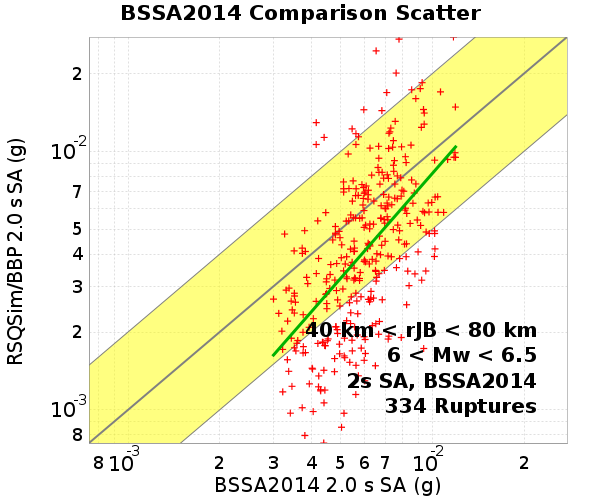 BSSA2014 Comparison Scatter
RSQSim/BBP 2.0 s SA (g)
2
10-2
7
5
4
3
2
10-3
8
40 km < rJB < 80 km
6 < Mw < 6.5
2s SA, BSSA2014
334 Ruptures
8 10-3 2 3 4 5 6 7 10-2 2
BSSA2014 2.0 s SA (g)